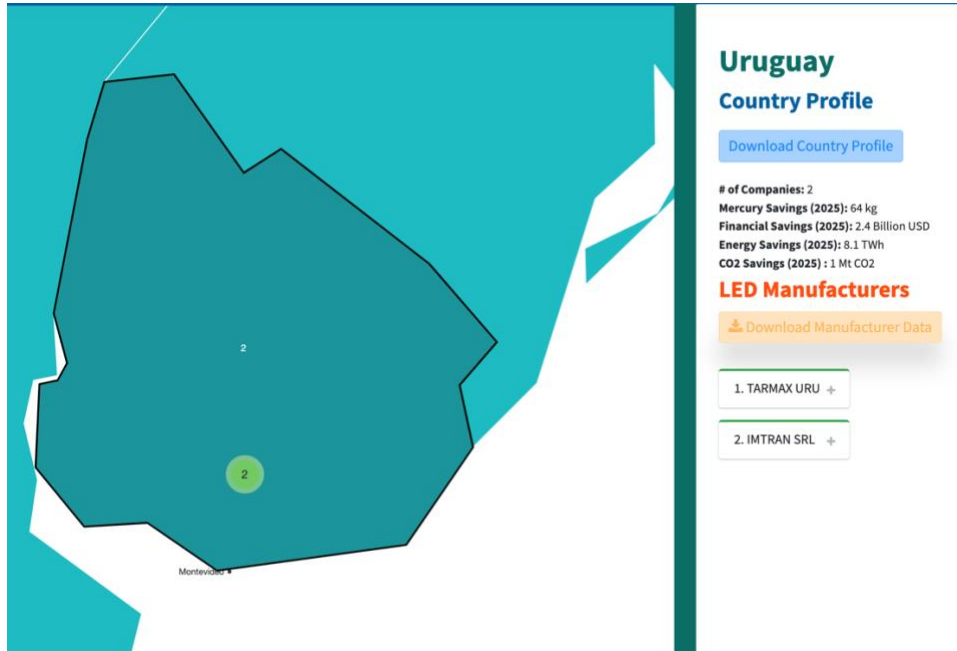 Uruguay
Country Profile
Download Country Profile
# of Companies: 2
Mercury Savings (2025): 64 kg
Financial Savings (2025): 2.4 Billion USD
Energy Savings (2025): 8.1 TWh
CO2 Savings (2025) : 1 Mt CO2
LED Manufacturers
Download Manufacturer Data
1. TARMAX URU +
2. IMTRAN SRL +
2
2
Montevideo